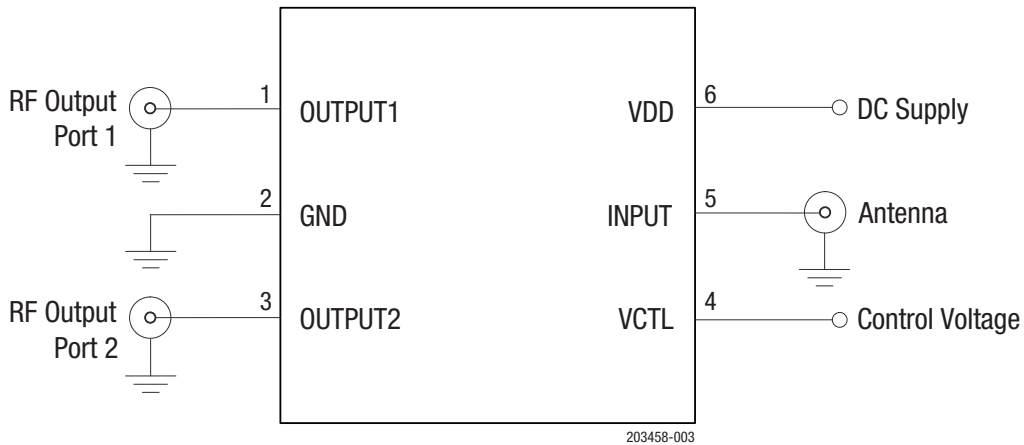 RF Output
Port 1
1
OUTPUT1
VDD
6
DC Supply
2
GND
INPUT
5
Antenna
RF Output
Port 2
3
OUTPUT2
VCTL
4
Control Voltage
203458-003